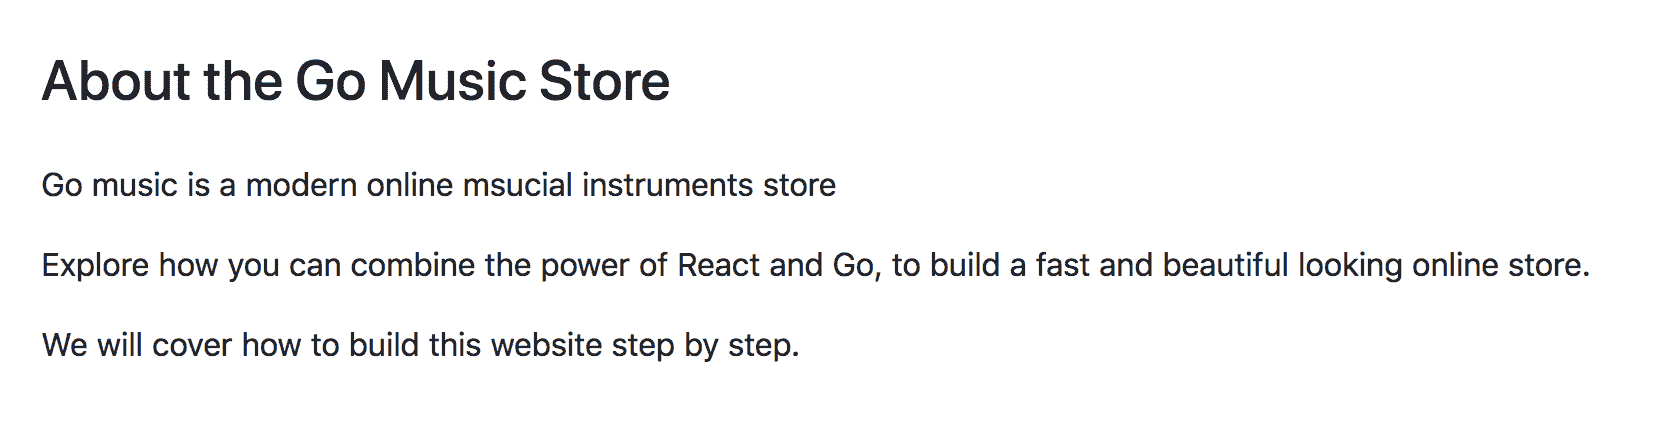 About the Go Music Store
Go music is a modern online msucial instruments store
Explore how you can combine the power of React and Go, to build a fast and beautiful looking online store.
We will cover how to build this website step by step.